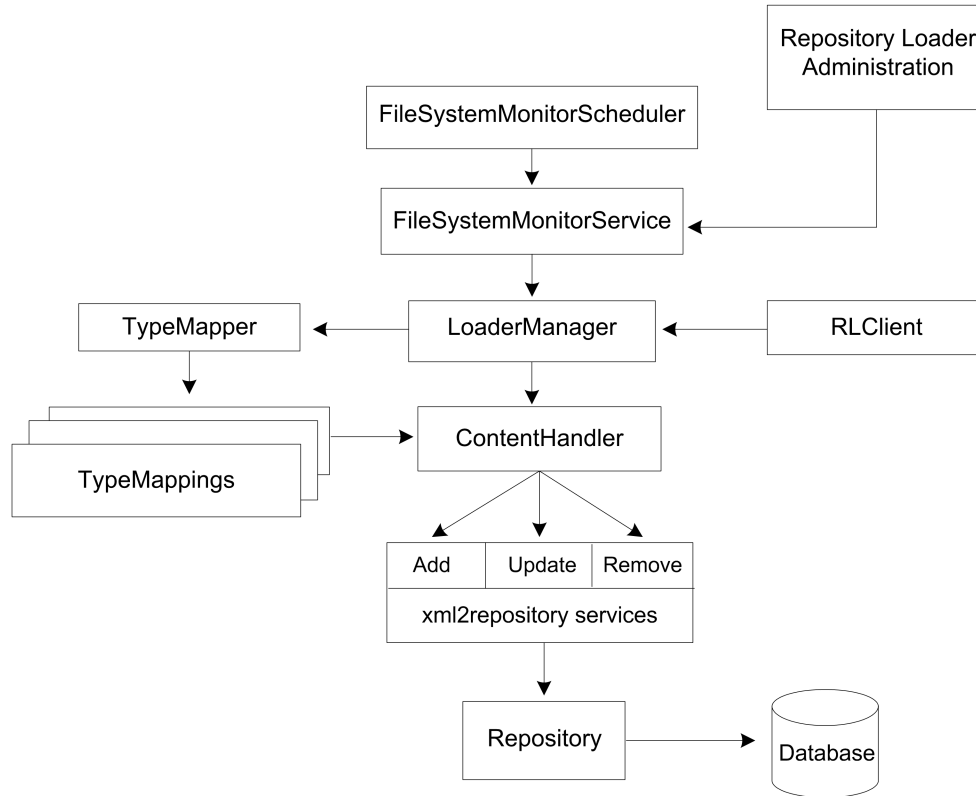 Repository Loader
Administration
FileSystemMonitorScheduler
FileSystemMonitorService
TypeMapper
LoaderManager
RLClient
ContentHandler
TypeMappings
Add
Update
Remove
xml2repository services
Repository
Database